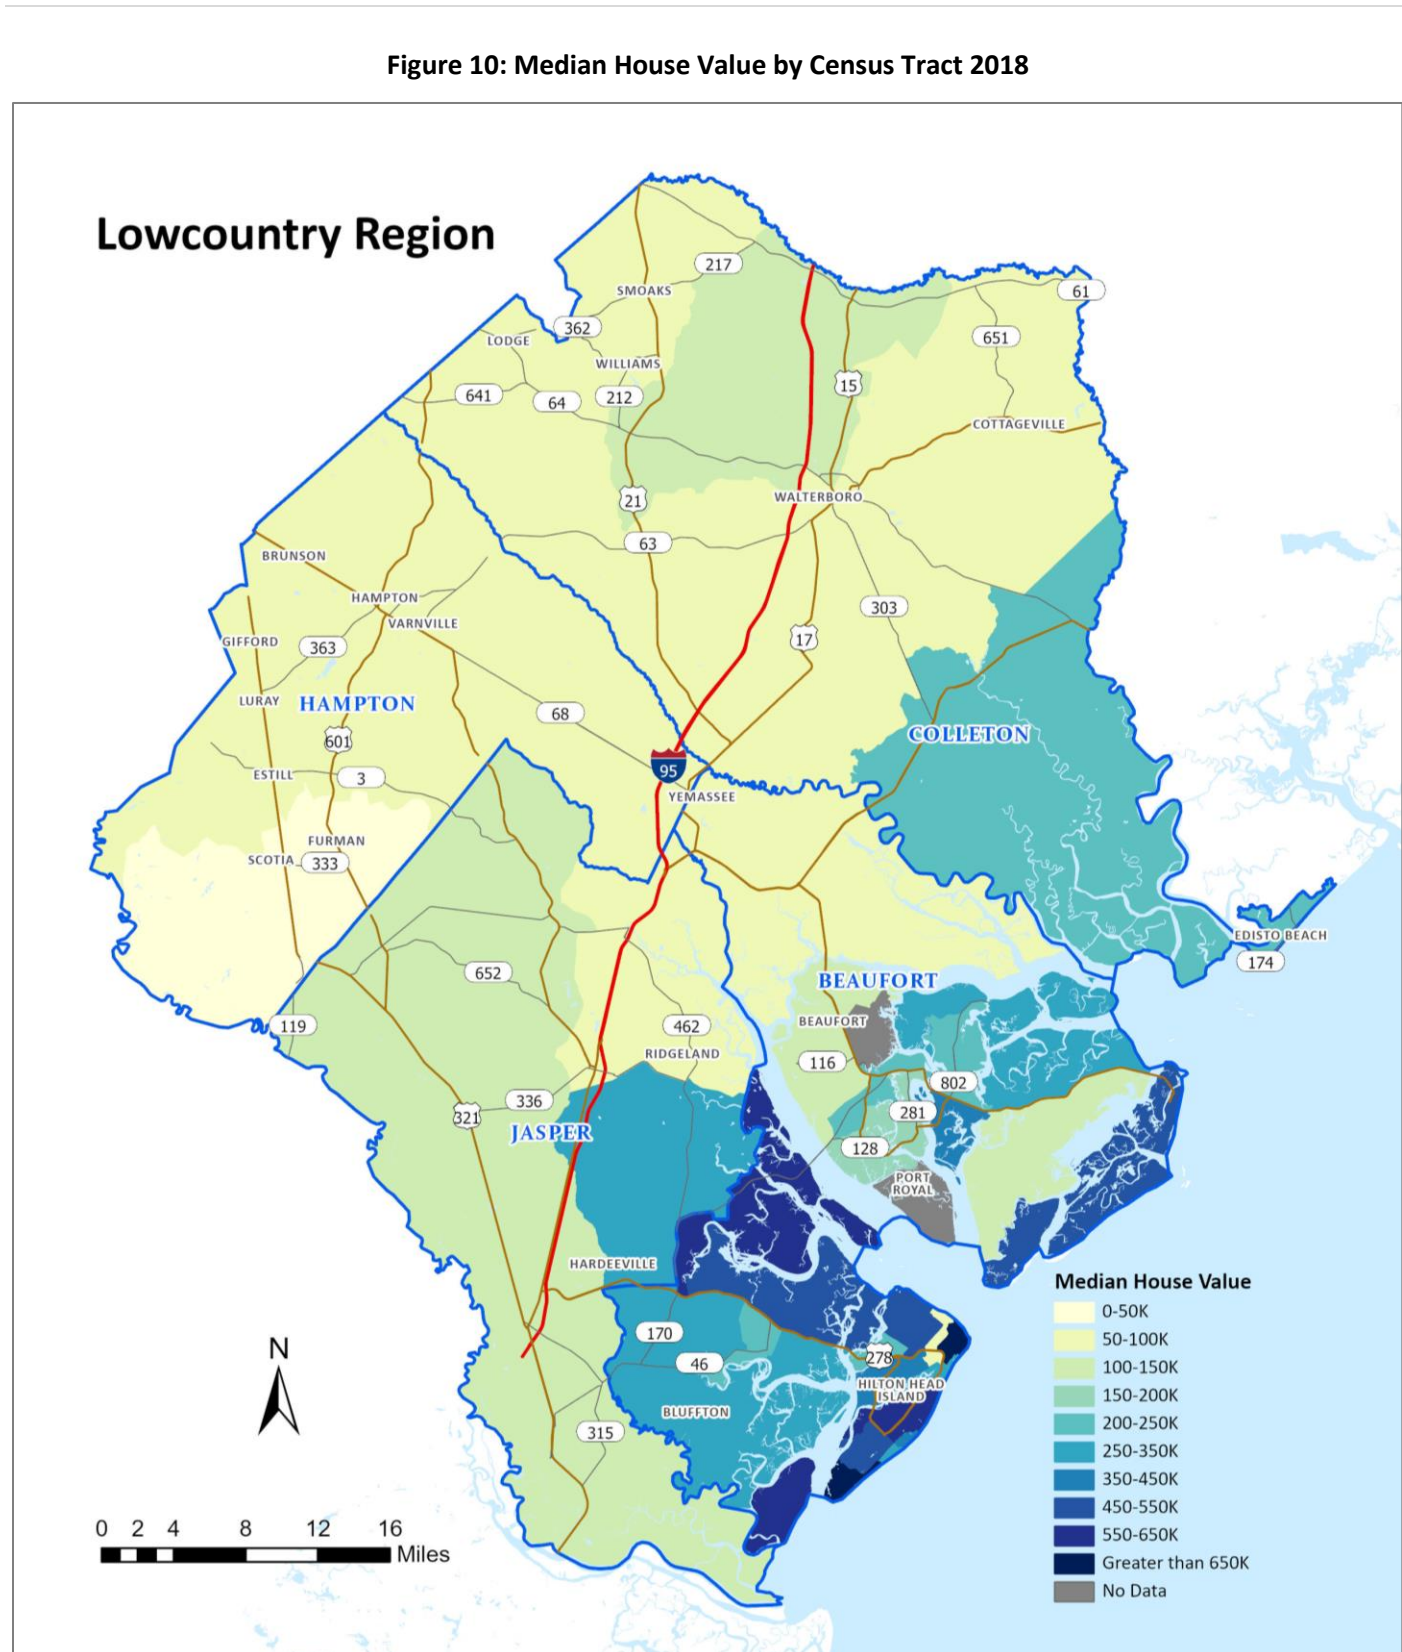 Figure 10: Median House Value by Census Tract 2018
Lowcountry Region
217
61
SMOAKS
362
651
LODGE
WILLIAMS
15
641
64
212
COTTAGEVILLE
21
WALTERBORO
63
BRUNSON
HAMPTON
303
VARNVILLE
17
GIFFORD
363
LURAY
HAMPTON
68
601
COLLETON
95
ESTILL
3
YEMASSEE
FURMAN
SCOTIA
333
EDISTO BEACH
174
652
BEAUFORT
119
BEAUFORT
462
RIDGELAND
116
802
336
321
281
JASPER
128
PORT
ROYAL
HARDEEVILLE
170
46
278
HILTON HEAD
ISLAND
BLUFFTON
315
Median House Value
0-50K
50-100K
100-150K
150-200K
200-250K
250-350K
350-450K
450-550K
550-650K
Greater than 650K
No Data
N
0 2 4 8 12 16
Miles